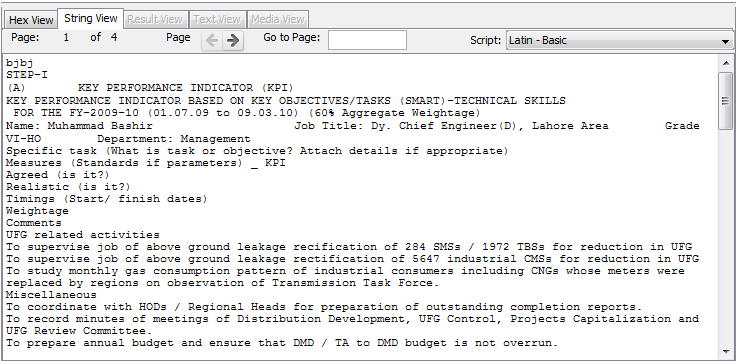 Hex View String View Result View Text View Media View
Page: 1 of 4 Page Go to Page: Script: Latin - Basic
bjbj
STEP-I
(A) KEY PERFORMANCE INDICATOR (KPI)
KEY PERFORMANCE INDICATOR BASED ON KEY OBJECTIVES/TASKS (SMART)-TECHNICAL SKILLS
FOR THE FY-2009-10 (01.07.09 to 09.03.10) (60% Aggregate Weightage)
Name: Muhammad Bashir Job Title: Dy. Chief Engineer(D), Lahore Area Grade
VI-HO Department: Management
Specific task (What is task or objective? Attach details if appropriate)
Measures (Standards if parameters) _ KPI
Agreed (is it?)
Realistic (is it?)
Timings (Start/ finish dates)
Weightage
Comments
UFG related activities
To supervise job of above ground leakage rectification of 284 SMSs / 1972 TBSs for reduction in UFG
To supervise job of above ground leakage rectification of 5647 industrial CMSs for reduction in UFG
To study monthly gas consumption pattern of industrial consumers including CNGs whose meters were
replaced by regions on observation of Transmission Task Force.
Miscellaneous
To coordinate with HODs / Regional Heads for preparation of outstanding completion reports.
To record minutes of meetings of Distribution Development, UFG Control, Projects Capitalization and
UFG Review Committee.
To prepare annual budget and ensure that DMD / TA to DMD budget is not overrun.